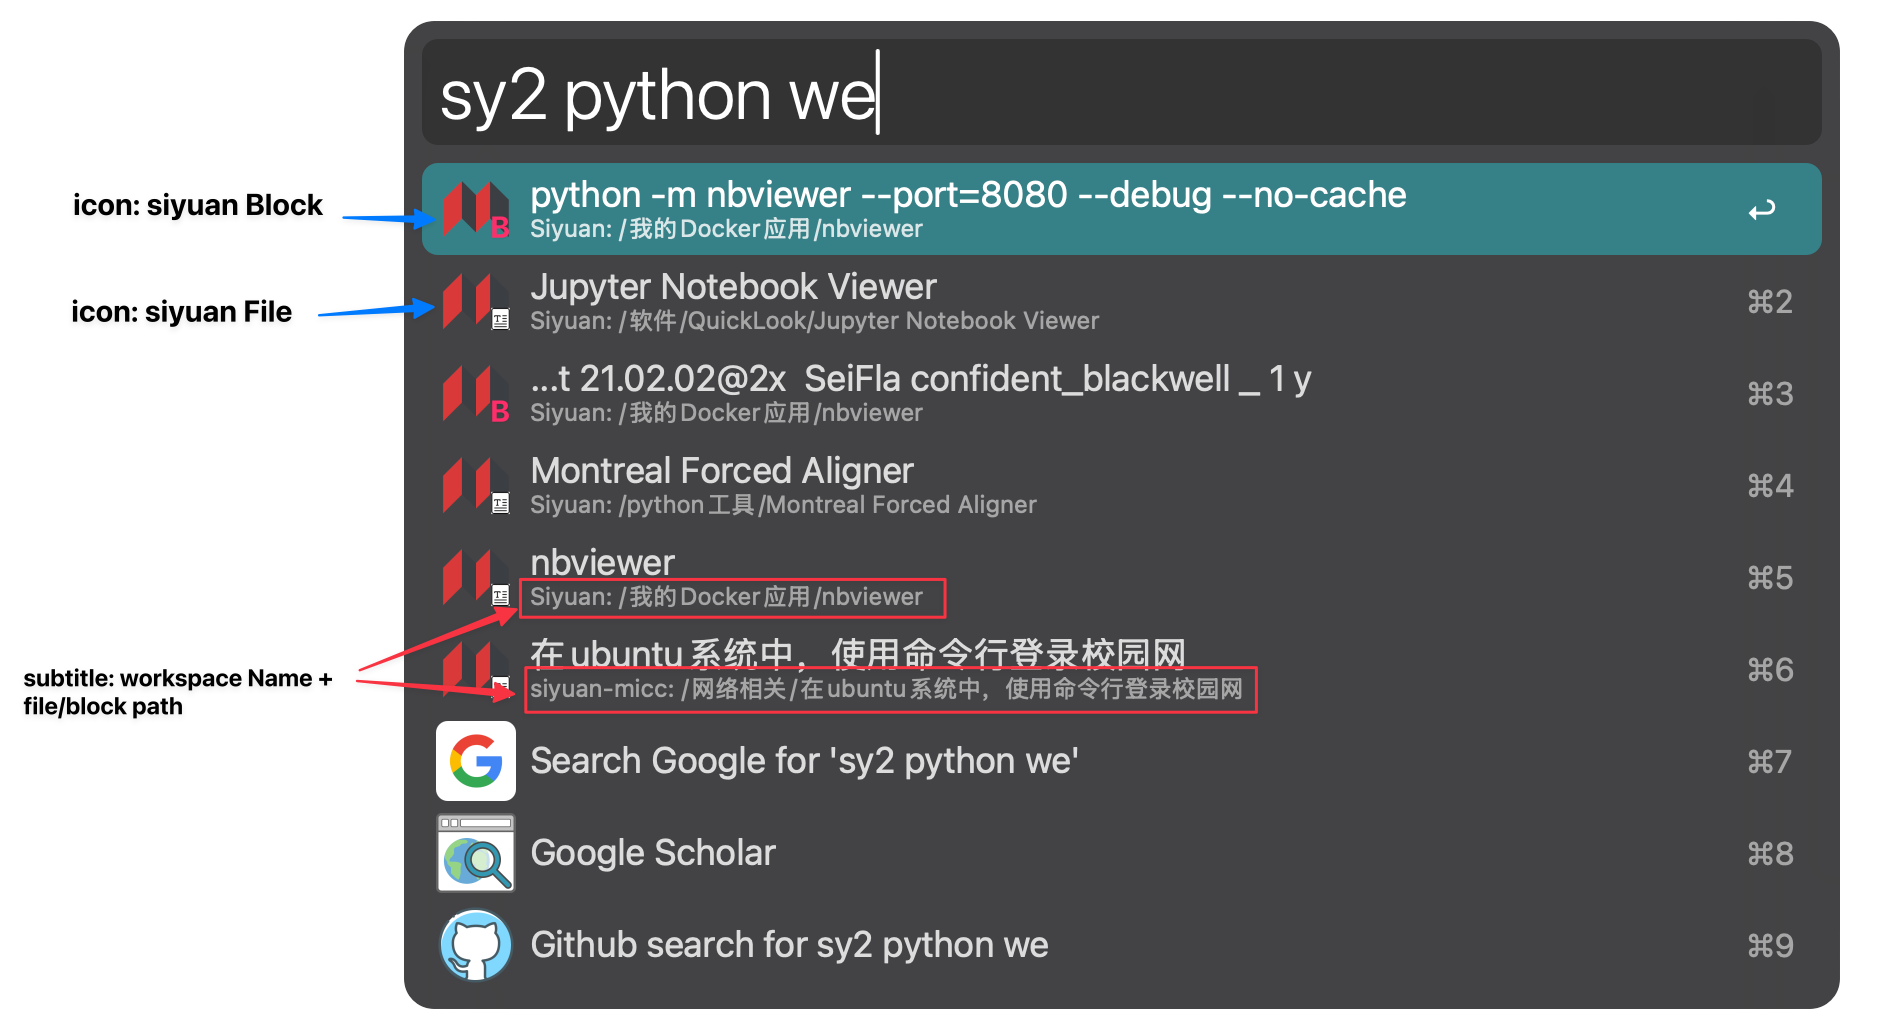 sy2 python we
icon: siyuan Block
python -m nbviewer --port=8080 --debug --no-cache
Siyuan: /我的Docker应用/nbviewer
B
icon: siyuan File
Jupyter Notebook Viewer
Siyuan: /软件/QuickLook/Jupyter Notebook Viewer
⌘2
...t 21.02.02@2x SeiFla confident_blackwell _ 1 y
Siyuan: /我的Docker应用/nbviewer
B
⌘3
Montreal Forced Aligner
Siyuan: /python工具/Montreal Forced Aligner
⌘4
nbviewer
Siyuan: /我的Docker应用/nbviewer
⌘5
subtitle: workspace Name +
file/block path
在ubuntu系统中，使用命令行登录校园网
siyuan-micc: /网络相关/在ubuntu系统中，使用命令行登录校园网
⌘6
Search Google for 'sy2 python we'
⌘7
Google Scholar
⌘8
Github search for sy2 python we
⌘9